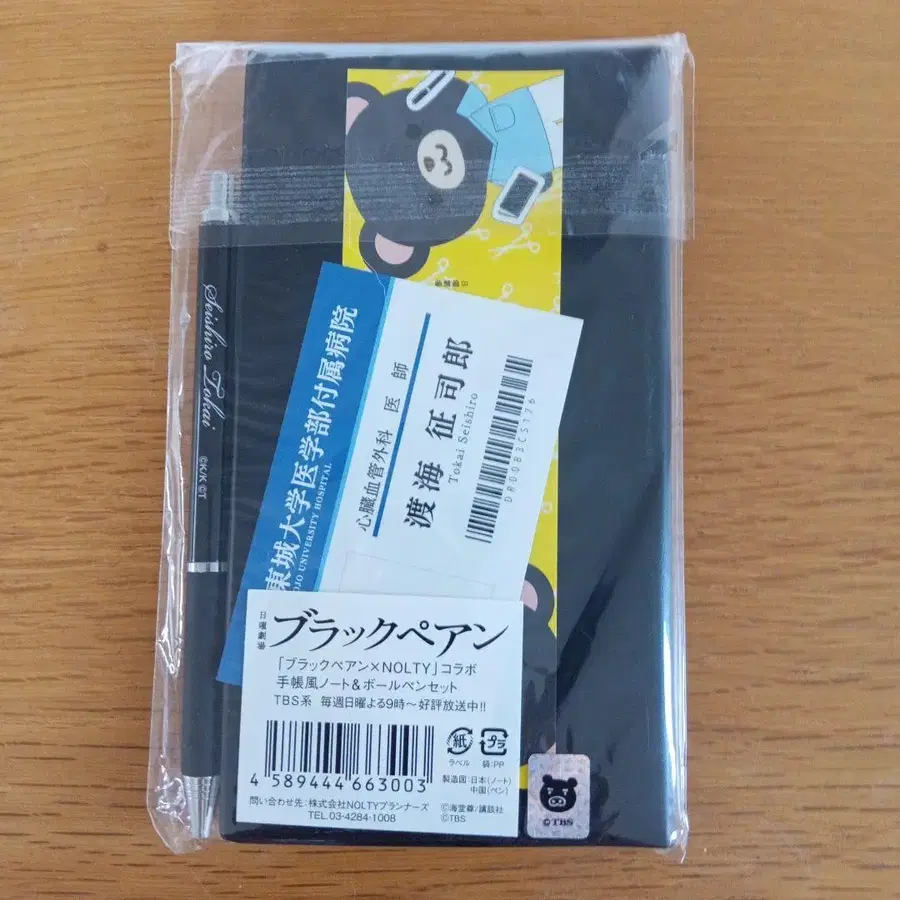 Seishiro Tokai
©K/K ©T
東城大学医学部付属病院
OJO UNIVERSITY HOSPITAL
心臓血管外科 医 師
渡海 征司郎
Tokai Seishiro
日曜劇場
ブラックペアン
「ブラックペアン×NOLTY」コラボ
手帳風ノート&ボールペンセット
TBS系 毎週日曜よる9時〜好評放送中!!
4 589444 663003
紙
ラベル
プラ
袋:PP
製造国:日本(ノート)
中国(ペン)
問い合わせ先:株式会社NOLTYプランナーズ
TEL.03-4284-1008
©海堂尊/講談社
©TBS
©TBS